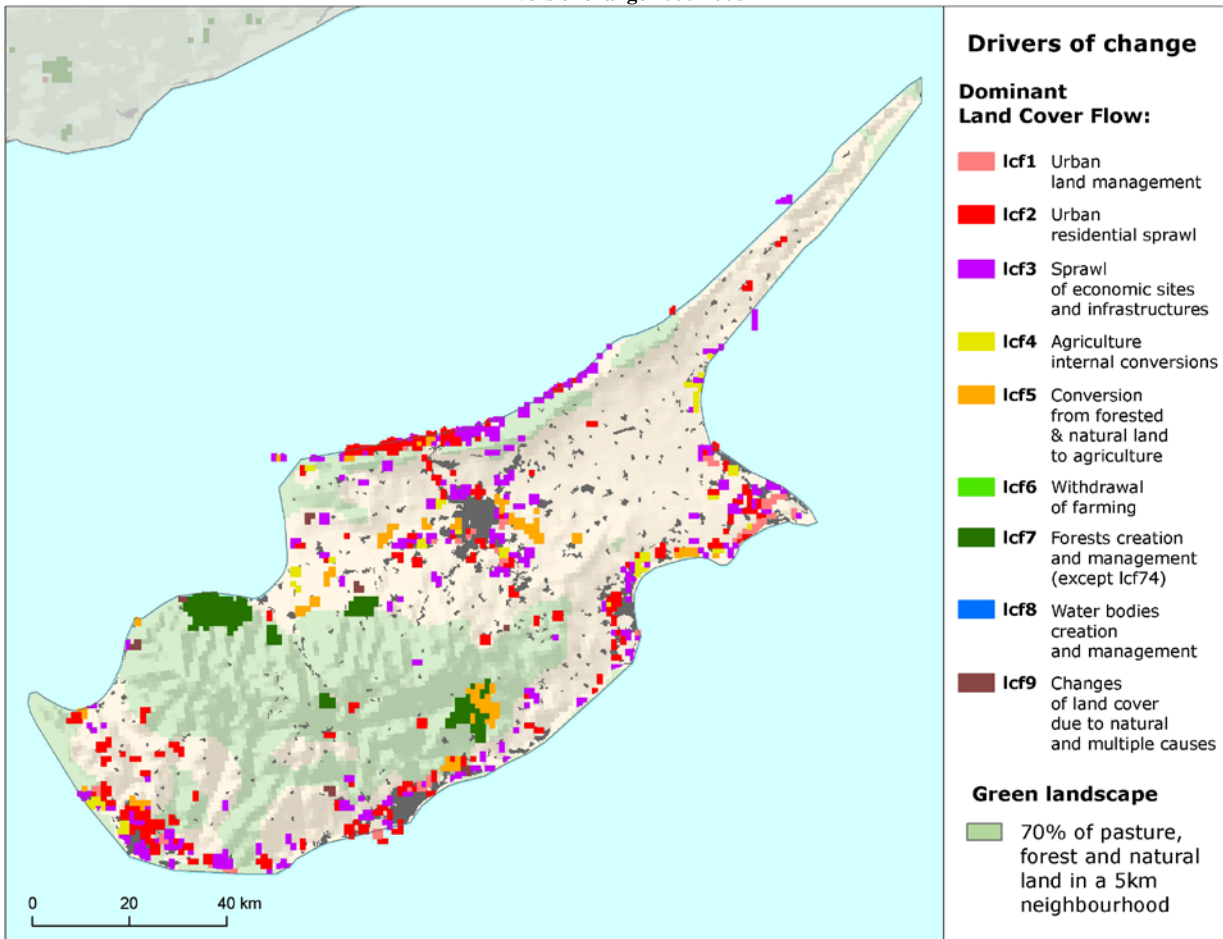 Drivers of change
Dominant
Land Cover Flow:
lcf1 Urban
land management
lcf2 Urban
residential sprawl
lcf3 Sprawl
of economic sites
and infrastructures
lcf4 Agriculture
internal conversions
lcf5 Conversion
from forested
& natural land
to agriculture
lcf6 Withdrawal
of farming
lcf7 Forests creation
and management
(except lcf74)
lcf8 Water bodies
creation
and management
lcf9 Changes
of land cover
due to natural
and multiple causes
Green landscape
70% of pasture,
forest and natural
land in a 5km
neighbourhood
0 20 40 km